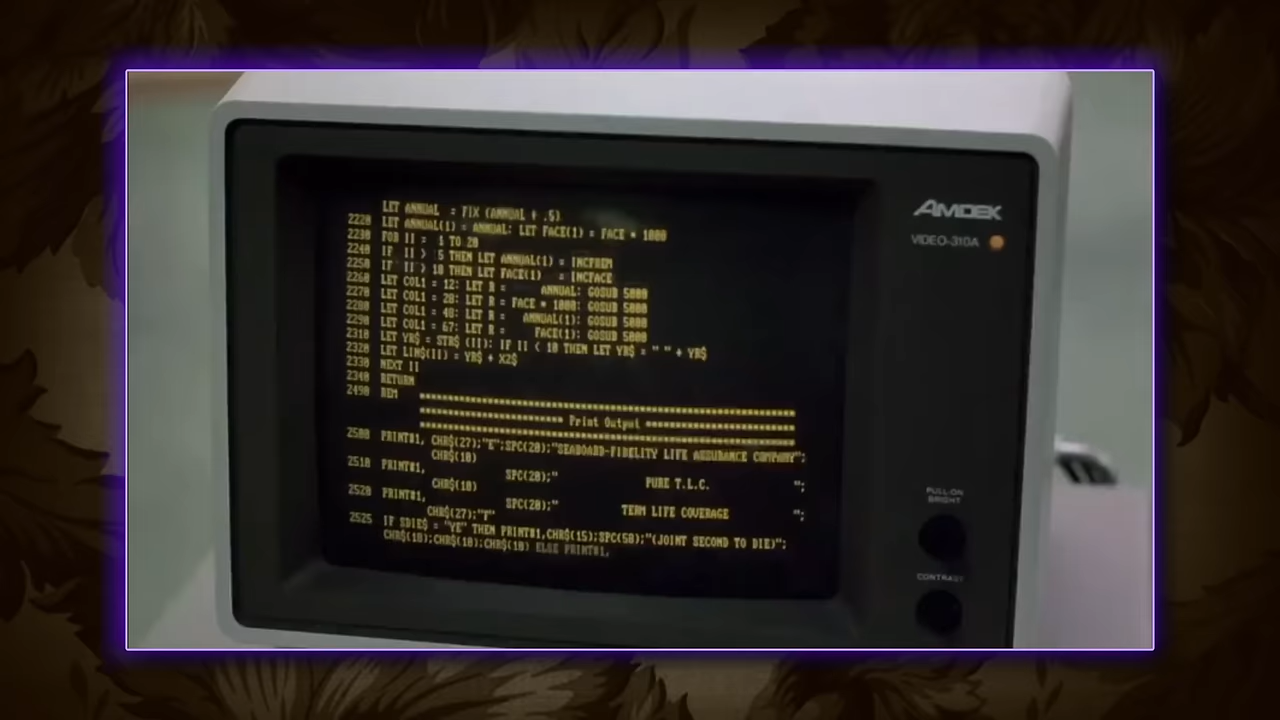 LET ANNUAL = FIX (ANNUAL + .5)
2220 LET ANNUAL(1) = ANNUAL: LET FACE(1) = FACE * 1000
2230 FOR II = 1 TO 20
2240 IF II > 5 THEN LET ANNUAL(1) = INCPREM
2250 IF II > 10 THEN LET FACE(1) = INCFACE
2260 LET COL1 = 12: LET R = ANNUAL: GOSUB 5000
2270 LET COL1 = 28: LET R = FACE * 1000: GOSUB 5000
2280 LET COL1 = 48: LET R = ANNUAL(1): GOSUB 5000
2290 LET COL1 = 67: LET R = FACE(1): GOSUB 5000
2310 LET YR$ = STR$ (II): IF II < 10 THEN LET YR$ = " " + YR$
2320 LET LIN$(II) = YR$ + X2$
2330 NEXT II
2340 RETURN
2490 REM
Print Output
2500 PRINT#1, CHR$(27);"E";SPC(20);"SEABOARD-FIDELITY LIFE ASSURANCE COMPANY";
CHR$(10)
2510 PRINT#1, SPC(20);" PURE T.L.C. ";
CHR$(10)
2520 PRINT#1, SPC(20);" TERM LIFE COVERAGE ";
CHR$(27);"F"
2525 IF SDIE$ = "YE" THEN PRINT#1,CHR$(15);SPC(50);"(JOINT SECOND TO DIE)";
CHR$(18);CHR$(10);CHR$(10) ELSE PRINT#1,
AMDEK
VIDEO-310A
PULL-ON
BRIGHT
CONTRAST